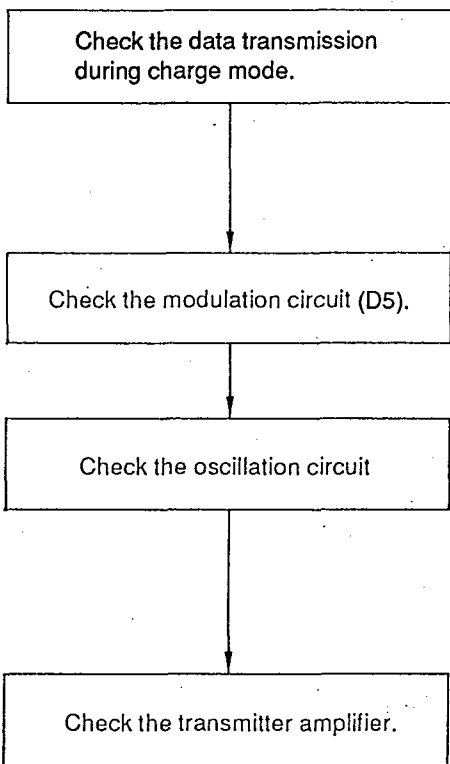 Check the data transmission
during charge mode.
Check the modulation circuit (D5).
Check the oscillation circuit
Check the transmitter amplifier.